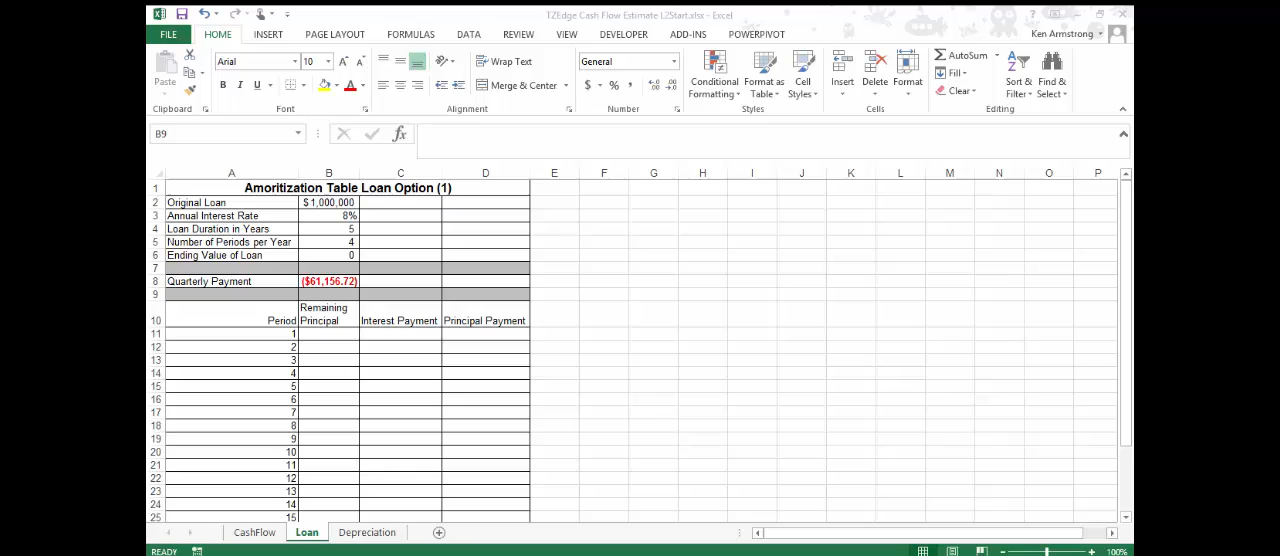 TZEdge Cash Flow Estimate L2Start.xlsx - Excel
FILE HOME INSERT PAGE LAYOUT FORMULAS DATA REVIEW VIEW DEVELOPER ADD-INS POWERPIVOT Ken Armstrong
Paste Arial 10 A A Wrap Text General AutoSum
Conditional Format as Cell Insert Delete Format Fill Sort & Find &
B I U A Merge & Center $ % , Formatting Table Styles Clear Filter Select
Clipboard Font Alignment Number Styles Cells Editing
B9 fx
A B C D E F G H I J K L M N O P
1 Amoritization Table Loan Option (1)
2 Original Loan $ 1,000,000
3 Annual Interest Rate 8%
4 Loan Duration in Years 5
5 Number of Periods per Year 4
6 Ending Value of Loan 0
7
8 Quarterly Payment ($61,156.72)
9
Remaining
10 Period Principal Interest Payment Principal Payment
11 1
12 2
13 3
14 4
15 5
16 6
17 7
18 8
19 9
20 10
21 11
22 12
23 13
24 14
25 15
CashFlow Loan Depreciation
READY 100%